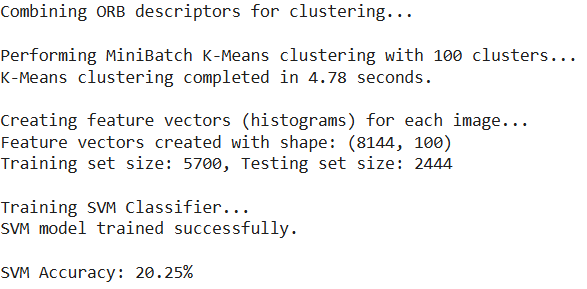 Combining ORB descriptors for clustering...
Performing MiniBatch K-Means clustering with 100 clusters...
K-Means clustering completed in 4.78 seconds.
Creating feature vectors (histograms) for each image...
Feature vectors created with shape: (8144, 100)
Training set size: 5700, Testing set size: 2444
Training SVM Classifier...
SVM model trained successfully.
SVM Accuracy: 20.25%